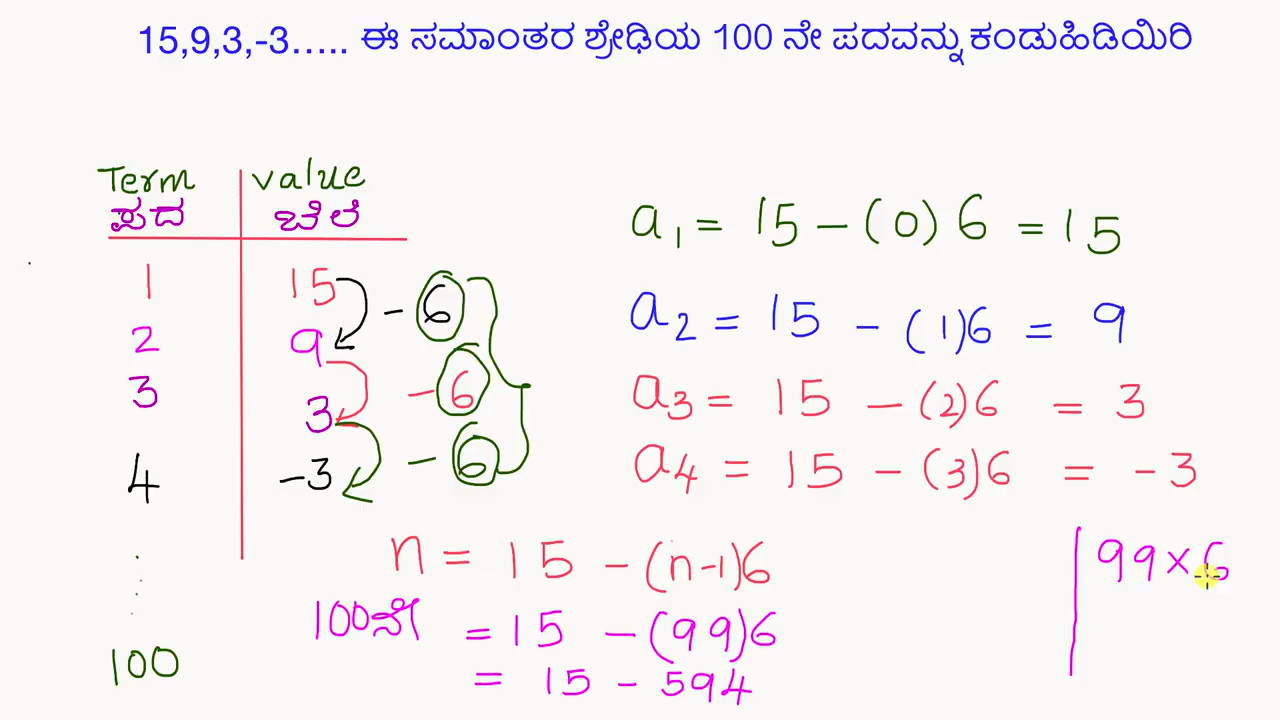 15,9,3,-3..... ಈ ಸಮಾಂತರ ಶ್ರೇಢಿಯ 100 ನೇ ಪದವನ್ನು ಕಂಡುಹಿಡಿಯಿರಿ
Term value
ಪದ ಬೆಲೆ
1 15
- 6
2 9
- 6
3 3
- 6
4 -3
100
a1 = 15 - (0) 6 = 15
a2 = 15 - (1)6 = 9
a3 = 15 - (2)6 = 3
a4 = 15 - (3)6 = -3
n = 15 - (n-1)6
100ನೇ = 15 - (99)6
= 15 - 594
99×6